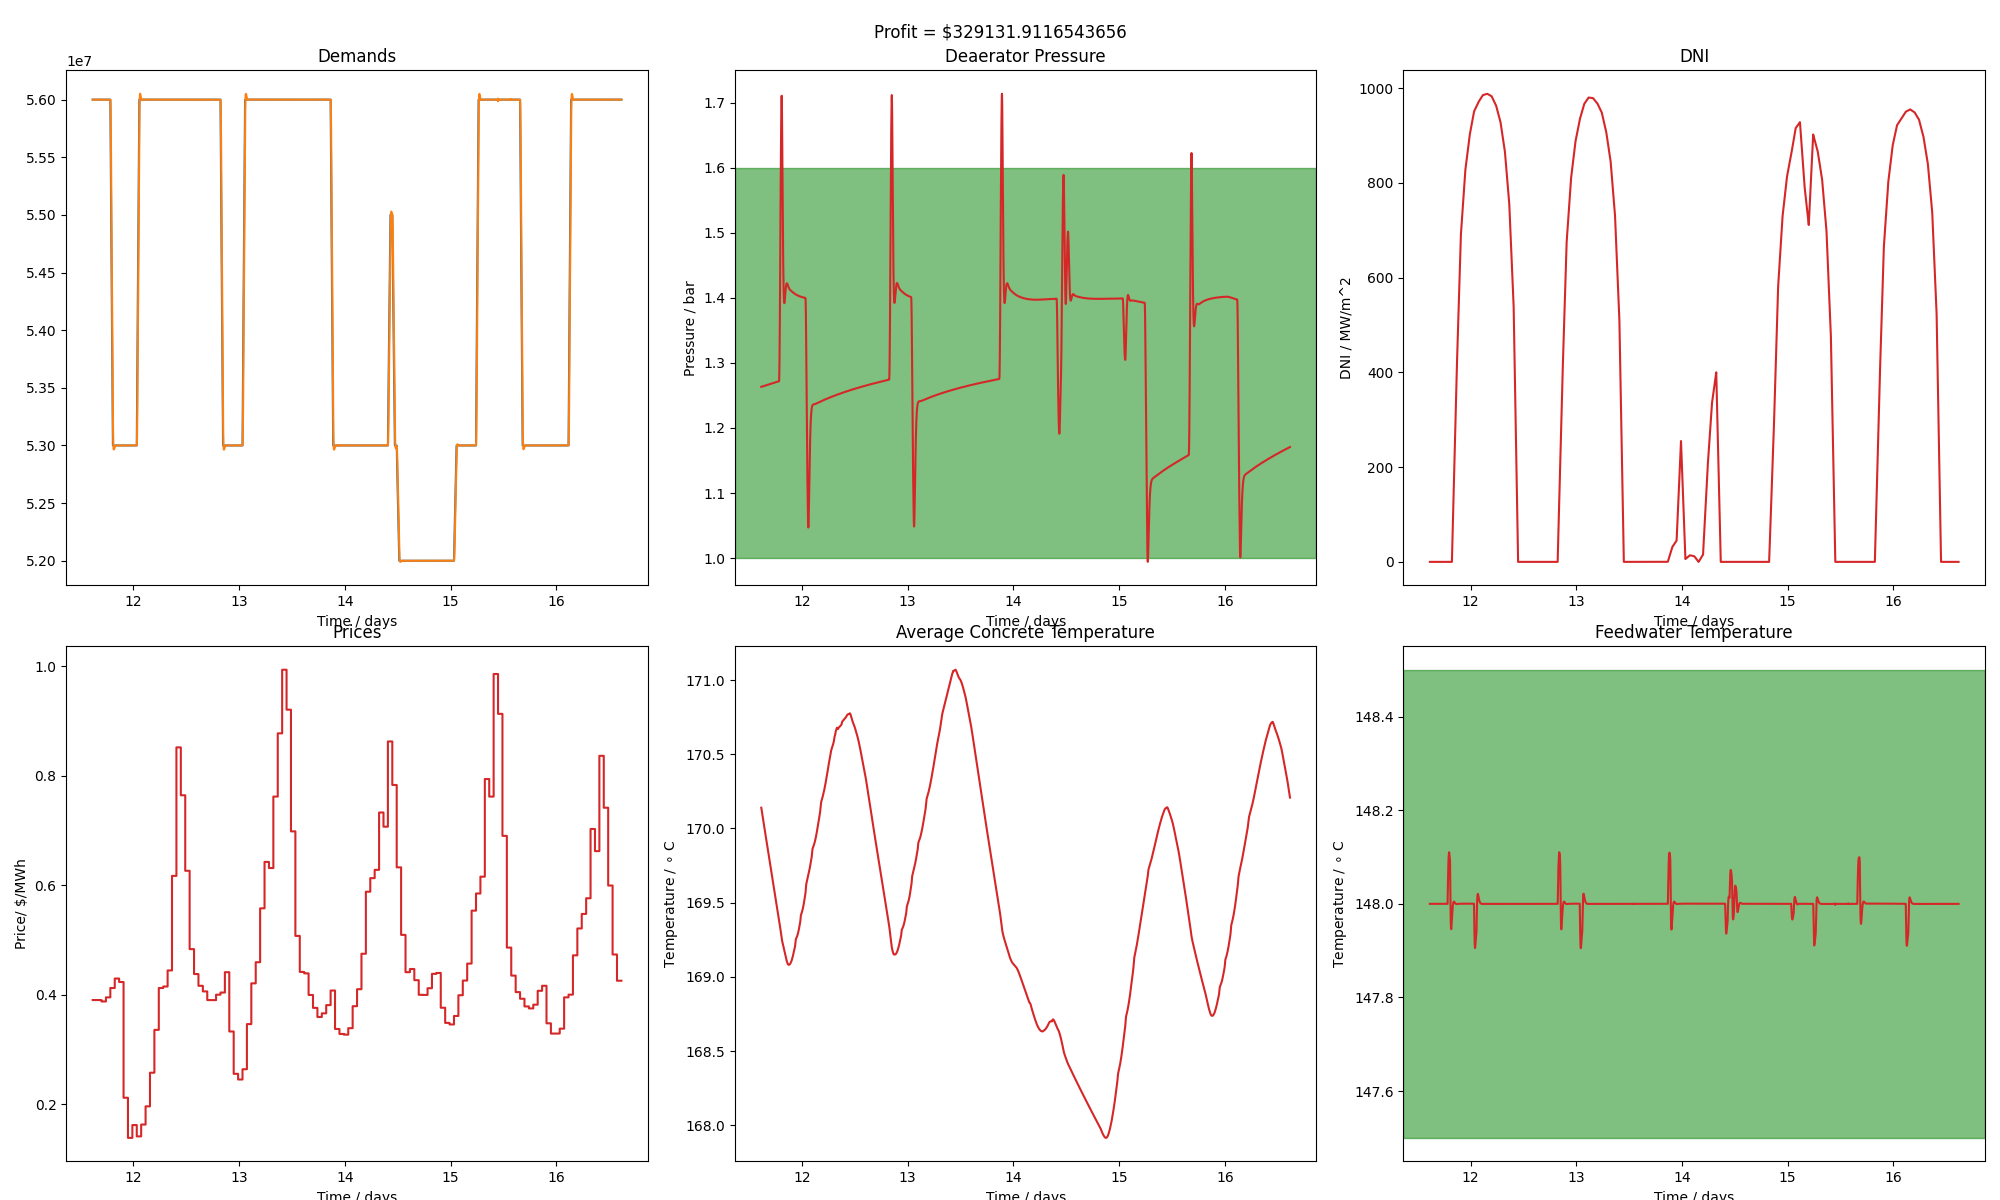 Profit = $329131.9116543656
Demands
1e7
5.60
5.55
5.50
5.45
5.40
5.35
5.30
5.25
5.20
12 13 14 15 16
Time / days
Deaerator Pressure
Pressure / bar
1.7
1.6
1.5
1.4
1.3
1.2
1.1
1.0
12 13 14 15 16
Time / days
DNI
DNI / MW/m^2
1000
800
600
400
200
0
12 13 14 15 16
Time / days
Prices
Price/ $/MWh
1.0
0.8
0.6
0.4
0.2
12 13 14 15 16
Time / days
Average Concrete Temperature
Temperature / ∘ C
171.0
170.5
170.0
169.5
169.0
168.5
168.0
12 13 14 15 16
Time / days
Feedwater Temperature
Temperature / ∘ C
148.4
148.2
148.0
147.8
147.6
12 13 14 15 16
Time / days